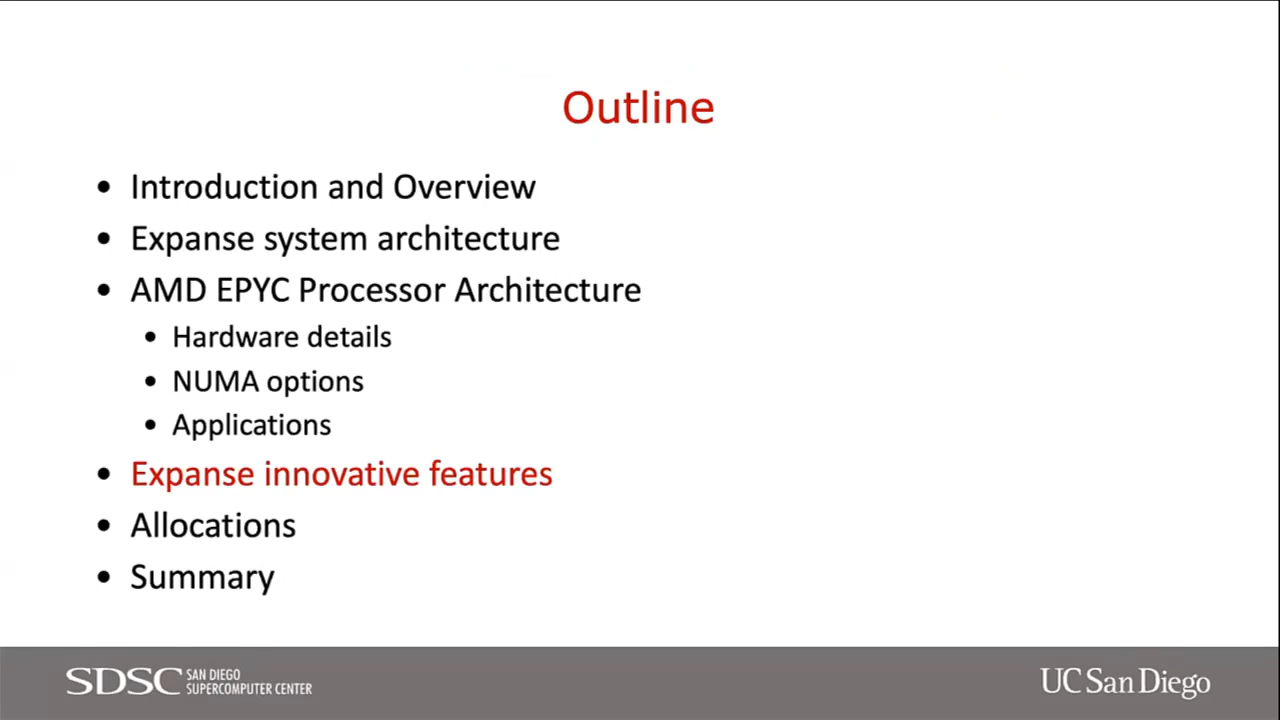 Outline
• Introduction and Overview
• Expanse system architecture
• AMD EPYC Processor Architecture
• Hardware details
• NUMA options
• Applications
• Expanse innovative features
• Allocations
• Summary
SDSC SAN DIEGO
SUPERCOMPUTER CENTER
UC San Diego